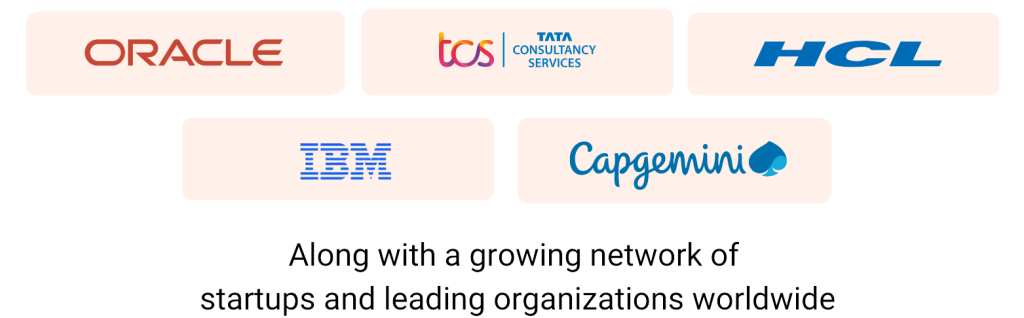 ORACLE
tcs
TATA
CONSULTANCY
SERVICES
HCL
IBM
Capgemini
Along with a growing network of
startups and leading organizations worldwide